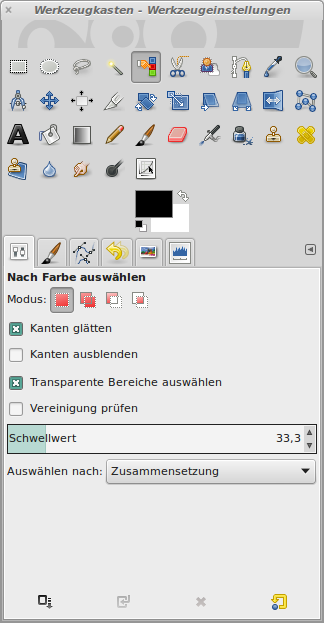 Werkzeugkasten - Werkzeugeinstellungen
Nach Farbe auswählen
Modus:
Kanten glätten
Kanten ausblenden
Transparente Bereiche auswählen
Vereinigung prüfen
Schwellwert 33,3
Auswählen nach: Zusammensetzung